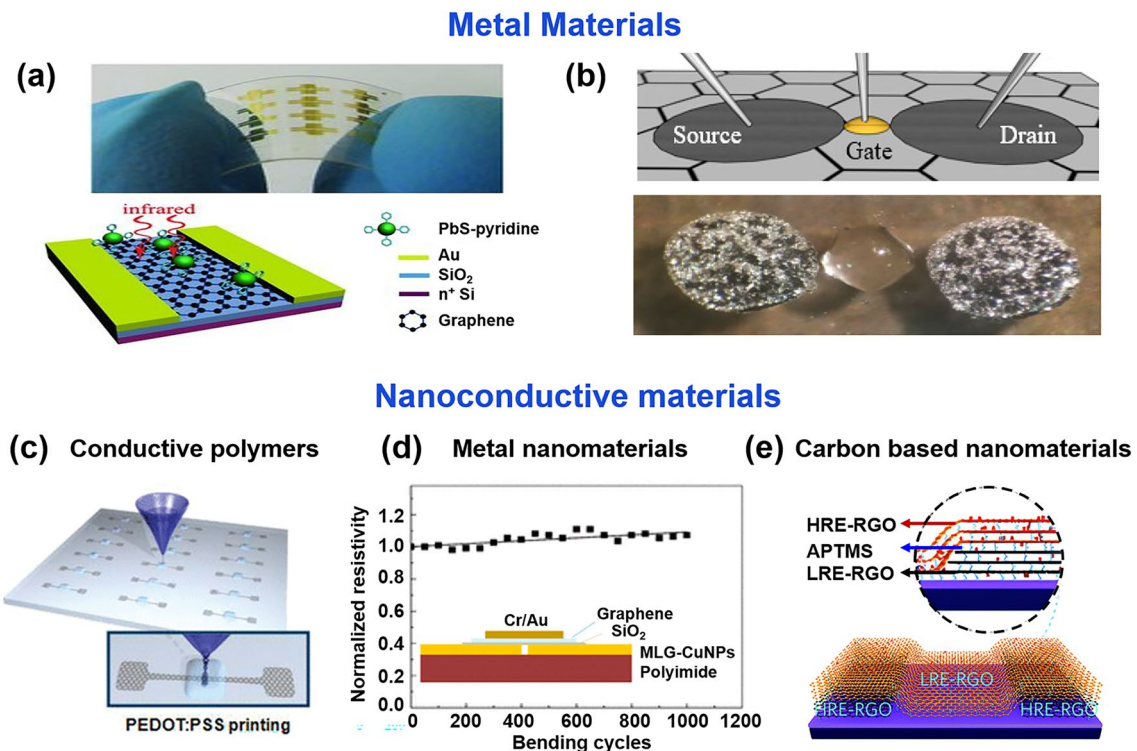 Metal Materials
(a)
infrared
PbS-pyridine
Au
SiO₂
n⁺ Si
Graphene
(b)
Source
Gate
Drain
Nanoconductive materials
(c) Conductive polymers
PEDOT:PSS printing
(d) Metal nanomaterials
Normalized resistivity
1.2
1.0
0.8
0.6
0.4
0.2
0.0
Cr/Au
Graphene
SiO₂
MLG-CuNPs
Polyimide
0 200 400 600 800 1000 1200
Bending cycles
(e) Carbon based nanomaterials
HRE-RGO
APTMS
LRE-RGO
LRE-RGO
HRE-RGO
HRE-RGO